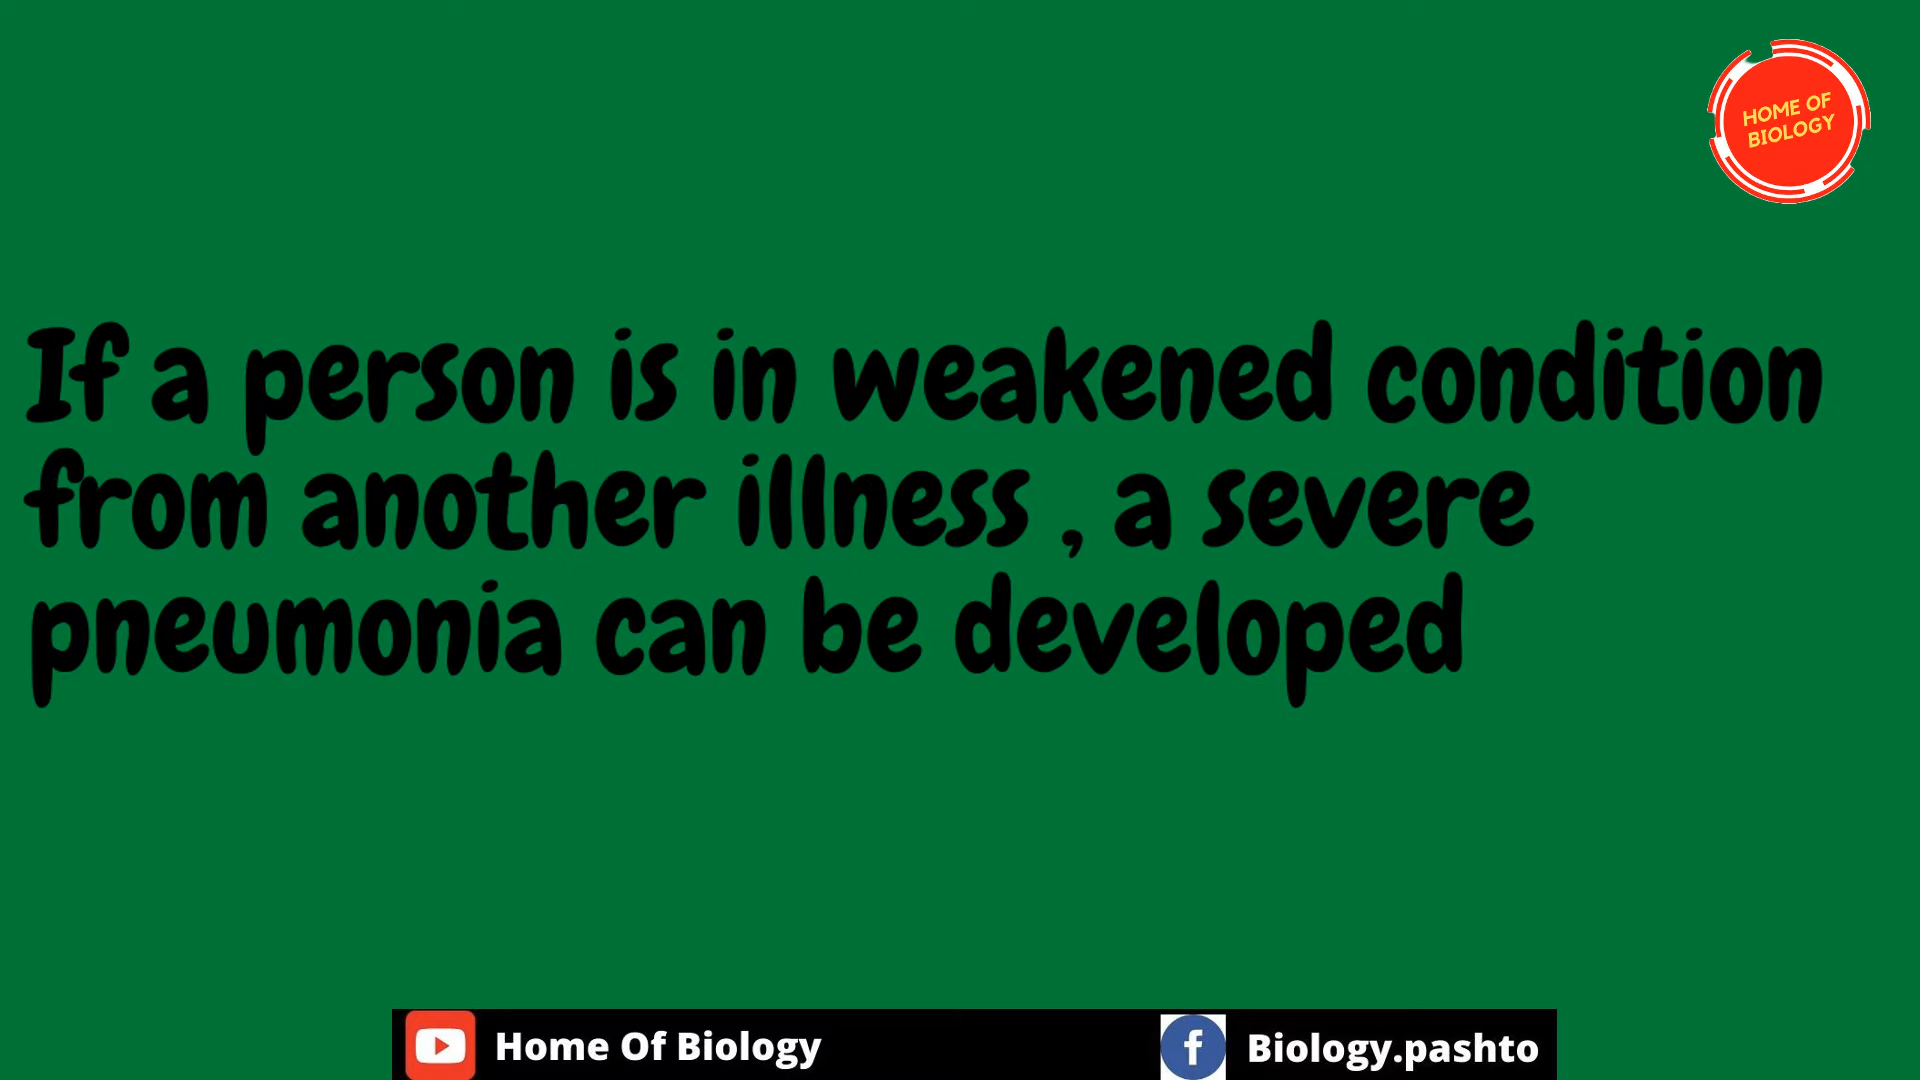 HOME OF
BIOLOGY
If a person is in weakened condition
from another illness , a severe
pneumonia can be developed
Home Of Biology
Biology.pashto